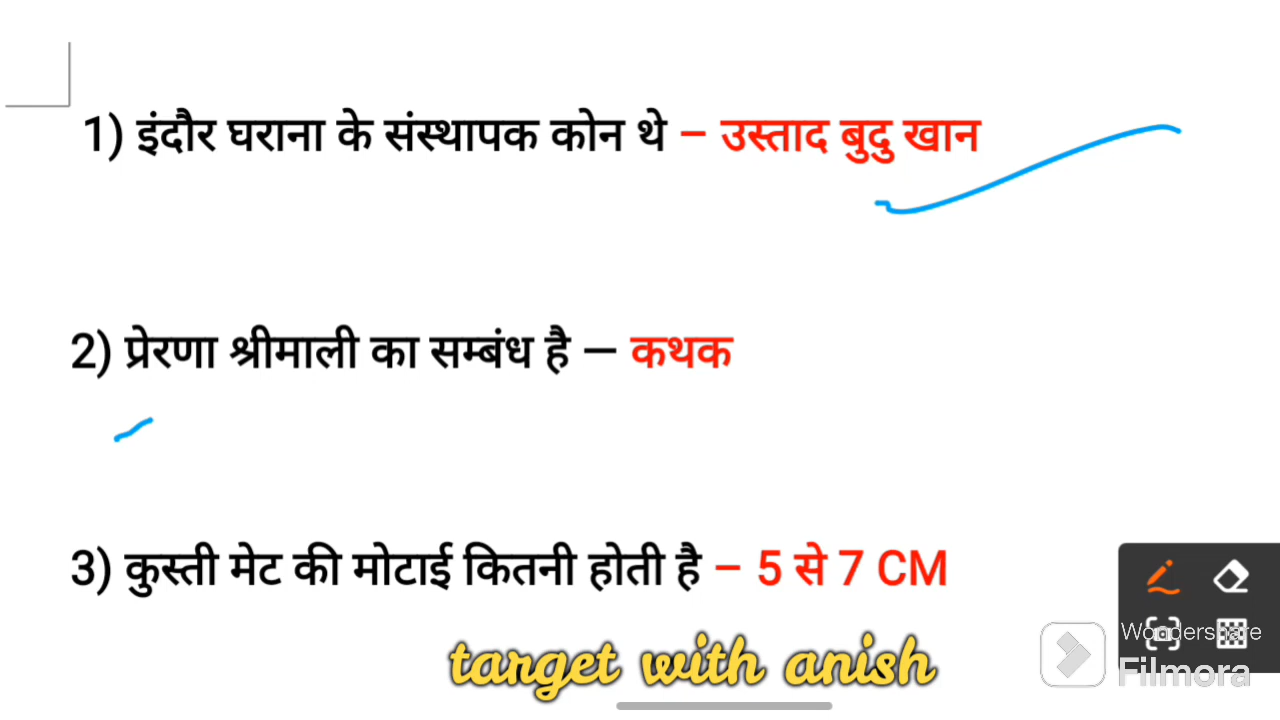 1) इंदौर घराना के संस्थापक कोन थे – उस्ताद बुदु खान
2) प्रेरणा श्रीमाली का सम्बंध है – कथक
3) कुस्ती मेट की मोटाई कितनी होती है – 5 से 7 CM
target with anish
Wondershare
Filmora